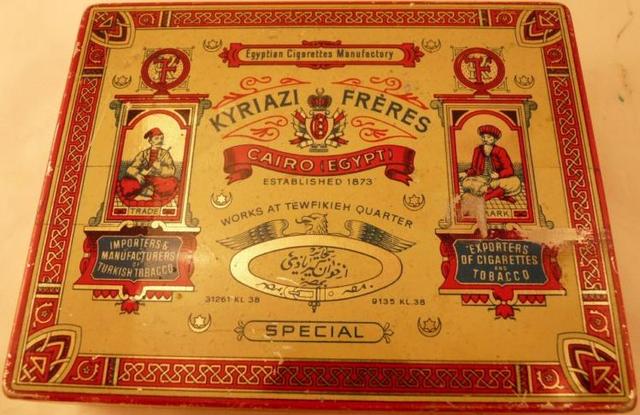 Egyptian Cigarettes Manufactory
KYRIAZI FRÈRES
CAIRO (EGYPT)
ESTABLISHED 1873
TRADE
MARK
WORKS AT TEWFIKIEH QUARTER
IMPORTERS &
MANUFACTURERS
OF
TURKISH TOBACCO
EXPORTERS
OF CIGARETTES
AND
TOBACCO
مصر
31261 KL.38
9135 KL.38
SPECIAL